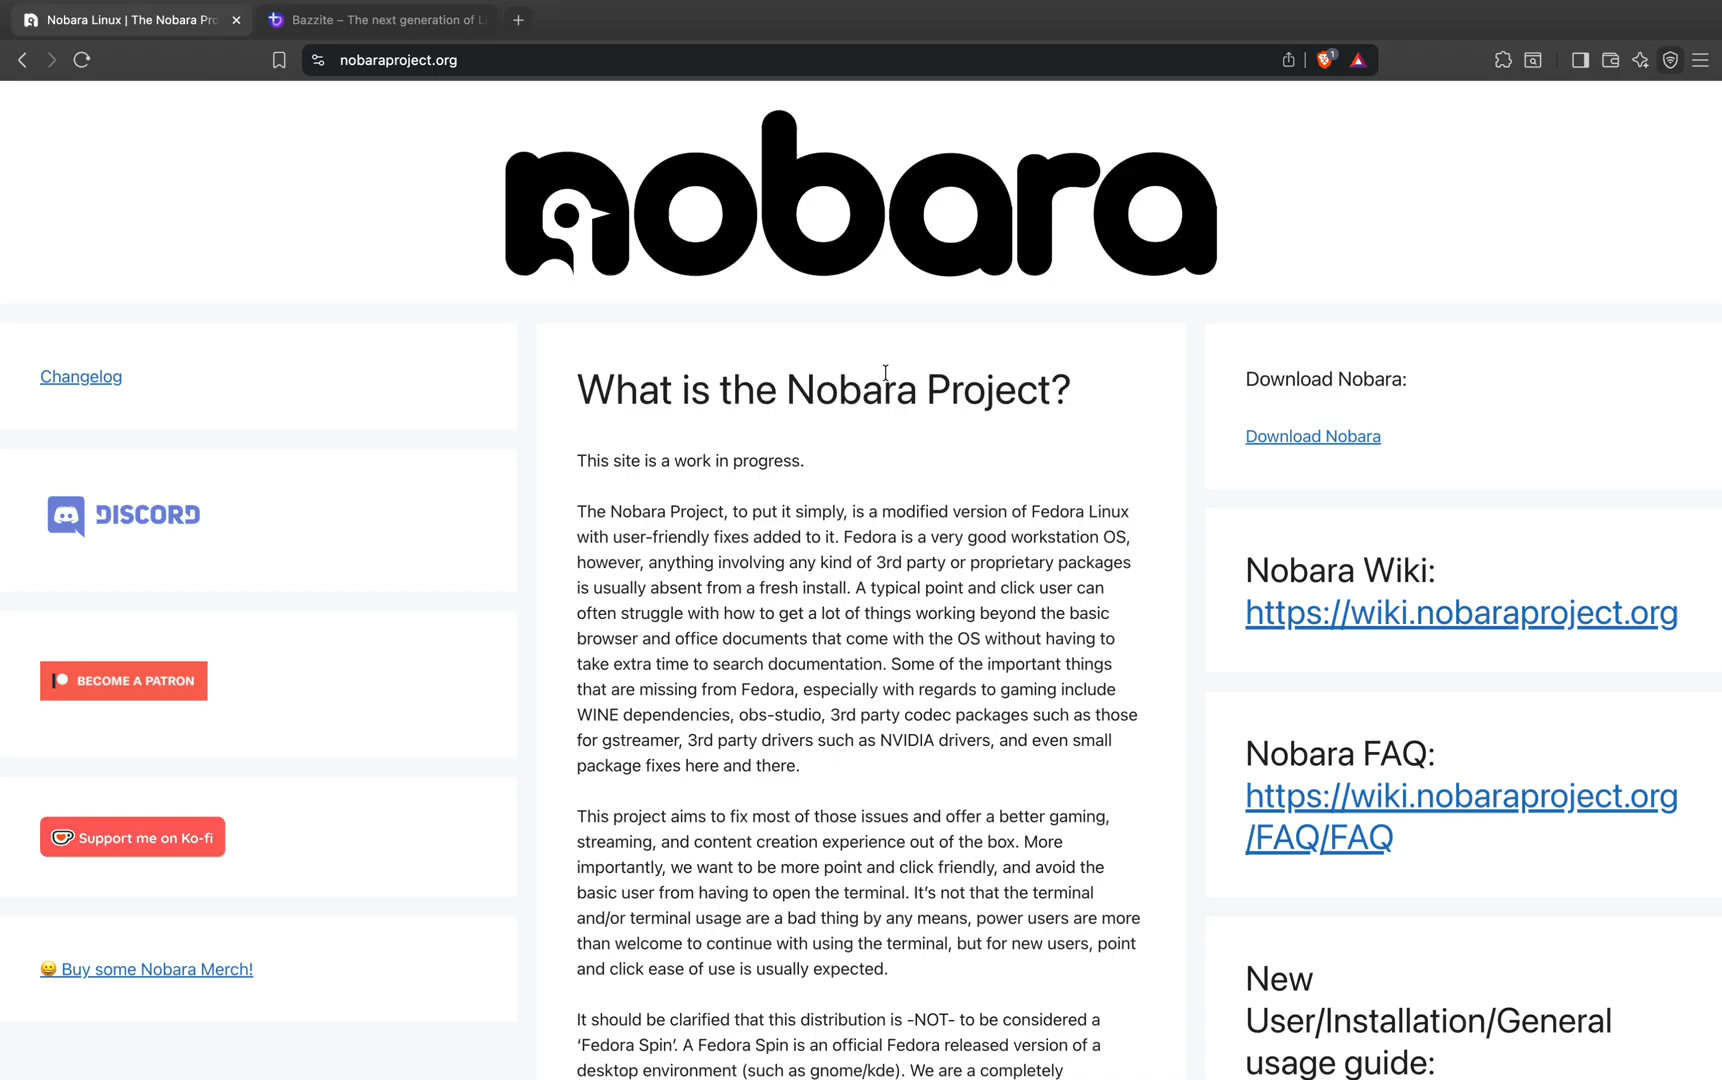 Nobara Linux | The Nobara Pro
Bazzite – The next generation of L
nobaraproject.org
1
nobara
Changelog
DISCORD
BECOME A PATRON
Support me on Ko-fi
😀 Buy some Nobara Merch!
What is the Nobara Project?
This site is a work in progress.
The Nobara Project, to put it simply, is a modified version of Fedora Linux
with user-friendly fixes added to it. Fedora is a very good workstation OS,
however, anything involving any kind of 3rd party or proprietary packages
is usually absent from a fresh install. A typical point and click user can
often struggle with how to get a lot of things working beyond the basic
browser and office documents that come with the OS without having to
take extra time to search documentation. Some of the important things
that are missing from Fedora, especially with regards to gaming include
WINE dependencies, obs-studio, 3rd party codec packages such as those
for gstreamer, 3rd party drivers such as NVIDIA drivers, and even small
package fixes here and there.
This project aims to fix most of those issues and offer a better gaming,
streaming, and content creation experience out of the box. More
importantly, we want to be more point and click friendly, and avoid the
basic user from having to open the terminal. It’s not that the terminal
and/or terminal usage are a bad thing by any means, power users are more
than welcome to continue with using the terminal, but for new users, point
and click ease of use is usually expected.
It should be clarified that this distribution is -NOT- to be considered a
‘Fedora Spin’. A Fedora Spin is an official Fedora released version of a
desktop environment (such as gnome/kde). We are a completely
Download Nobara:
Download Nobara
Nobara Wiki:
https://wiki.nobaraproject.org
Nobara FAQ:
https://wiki.nobaraproject.org
/FAQ/FAQ
New
User/Installation/General
usage guide: